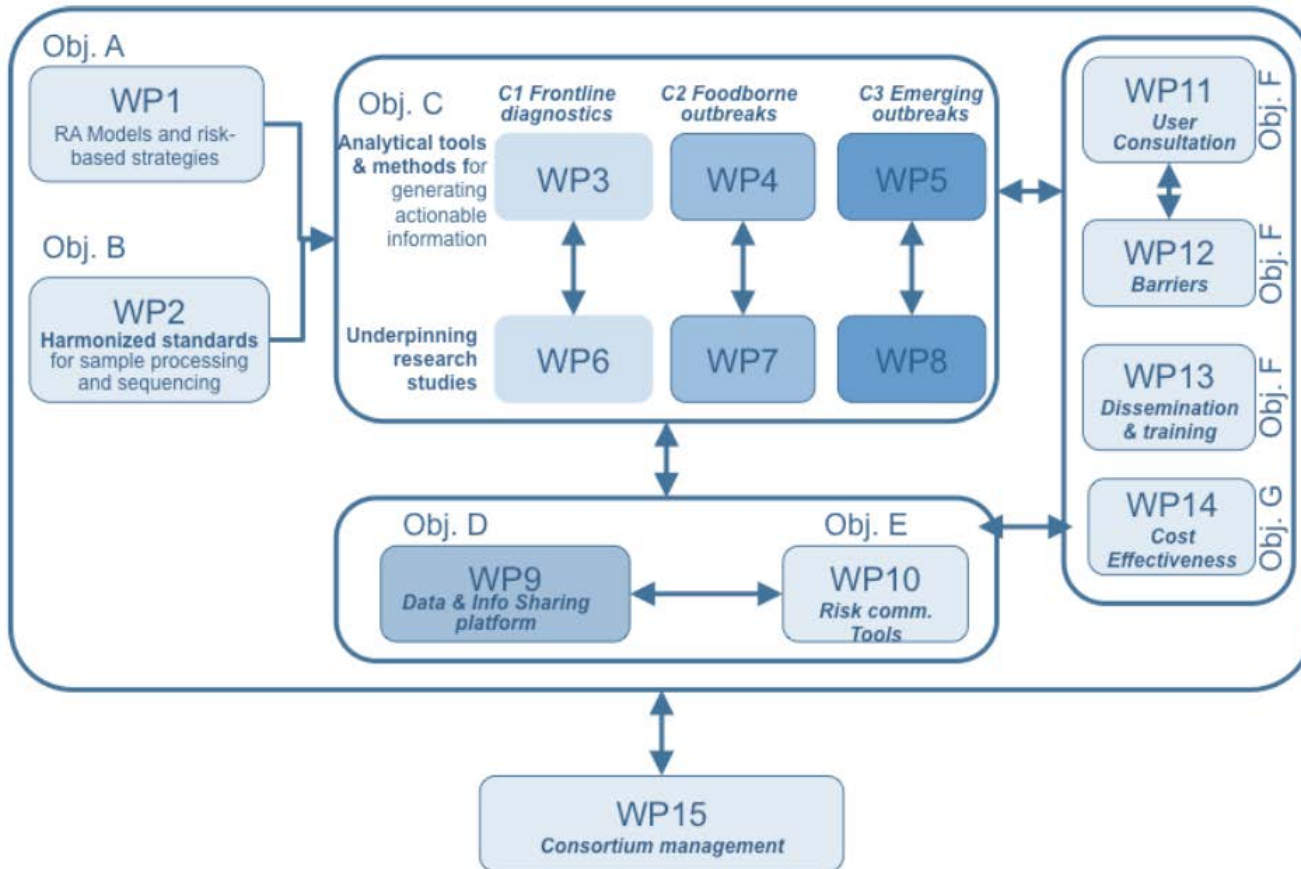 Obj. A
WP1
RA Models and risk-
based strategies
Obj. B
WP2
Harmonized standards
for sample processing
and sequencing
Obj. C
C1 Frontline
diagnostics
C2 Foodborne
outbreaks
C3 Emerging
outbreaks
Analytical tools
& methods for
generating
actionable
information
WP3
WP4
WP5
Underpinning
research
studies
WP6
WP7
WP8
Obj. D
WP9
Data & Info Sharing
platform
Obj. E
WP10
Risk comm.
Tools
WP11
User
Consultation
Obj. F
WP12
Barriers
Obj. F
WP13
Dissemination
& training
Obj. F
WP14
Cost
Effectiveness
Obj. G
WP15
Consortium management